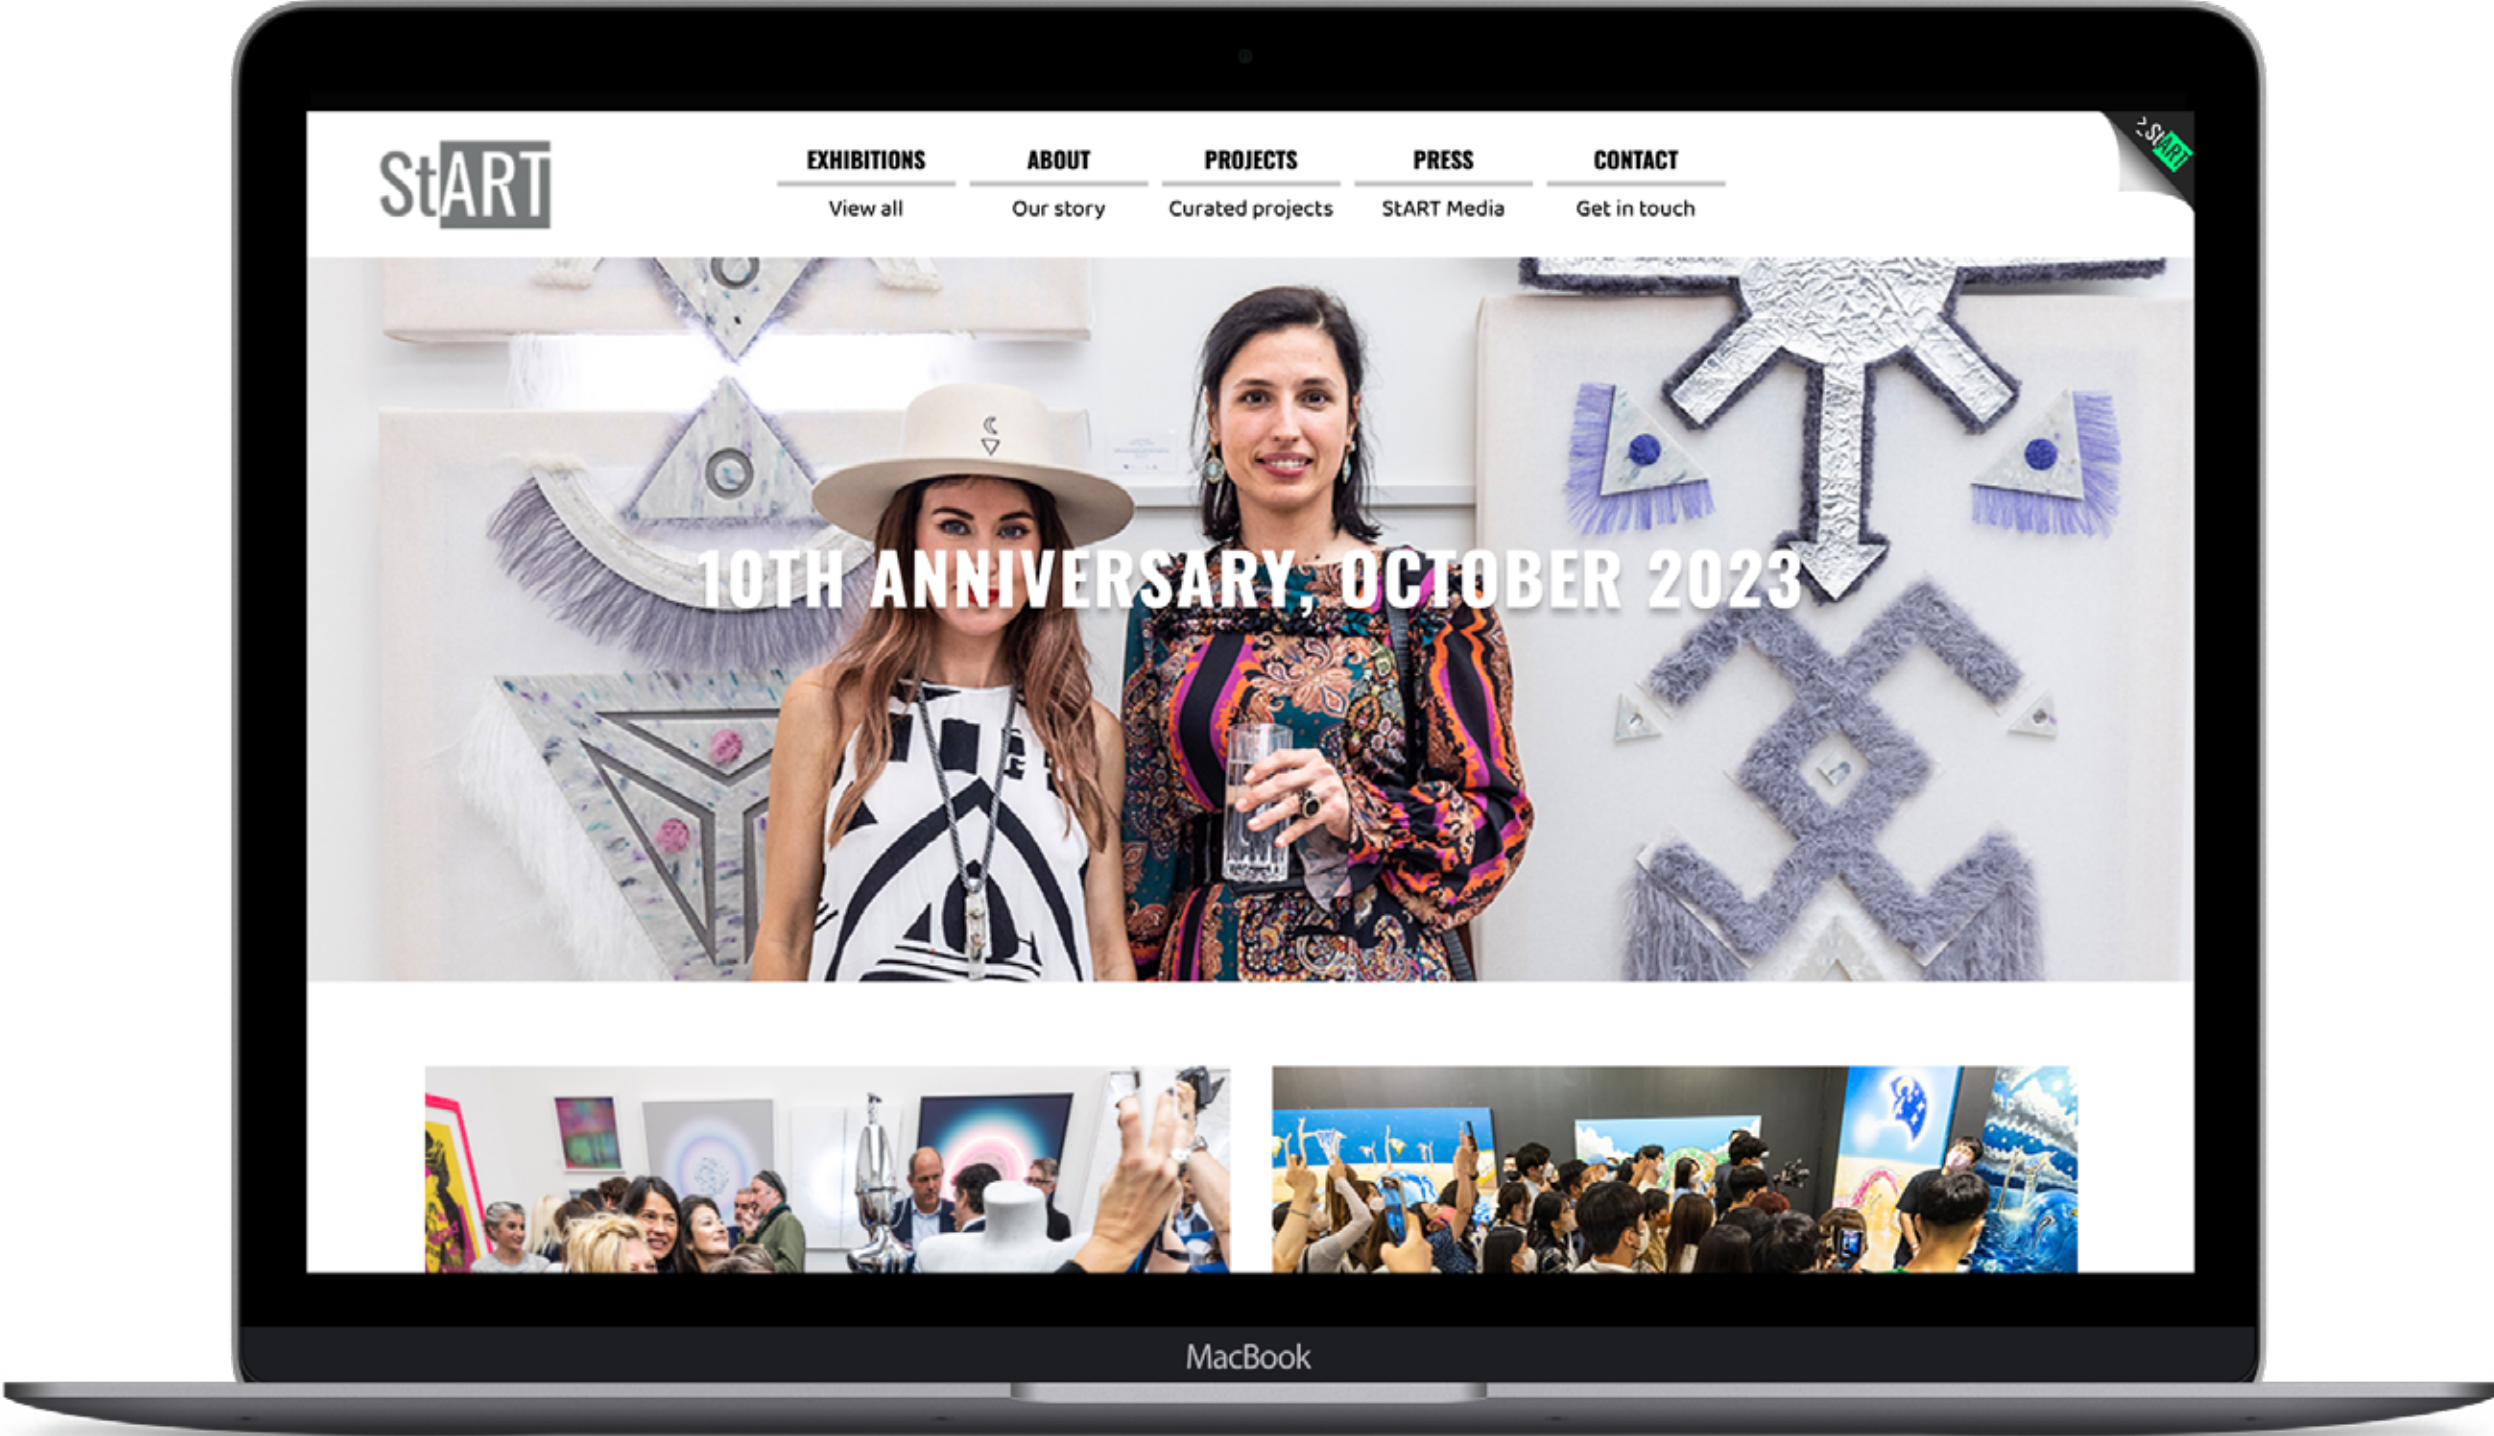 StART
EXHIBITIONS ABOUT PROJECTS PRESS CONTACT
View all Our story Curated projects StART Media Get in touch
StART
10TH ANNIVERSARY, OCTOBER 2023
MacBook